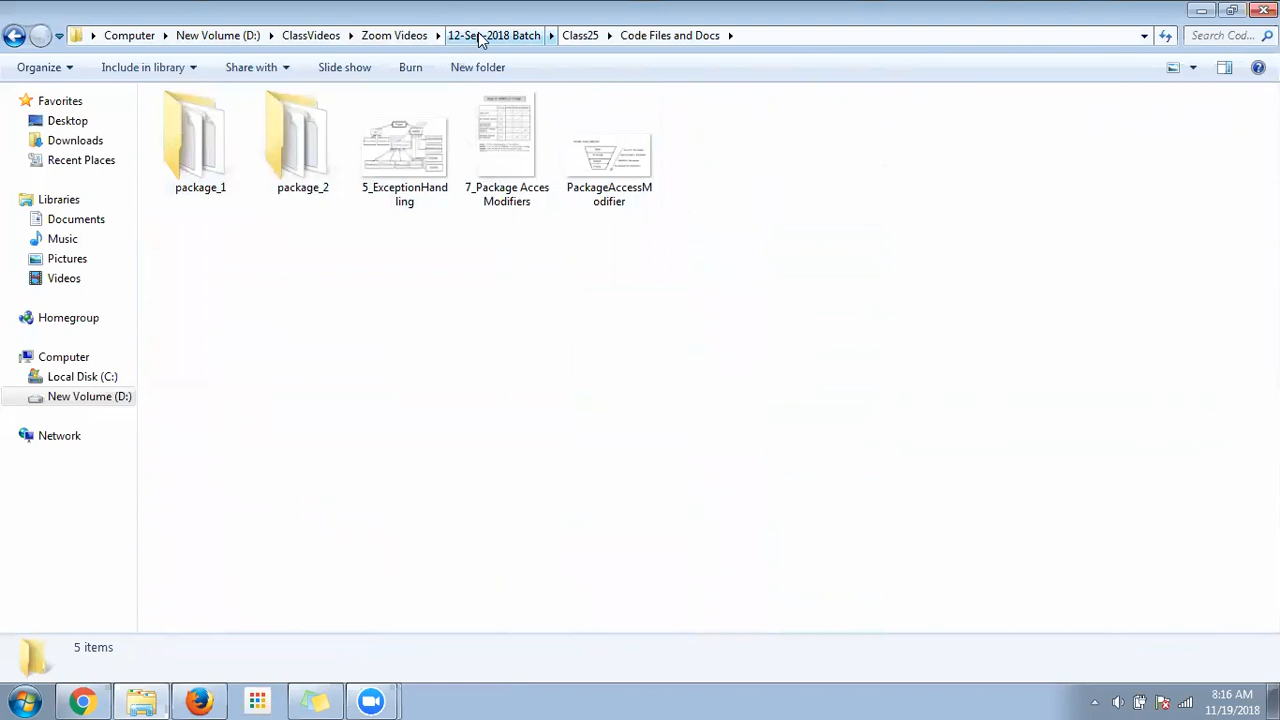 Computer New Volume (D:) ClassVideos Zoom Videos 12-Sep-2018 Batch Class25 Code Files and Docs Search Cod...
Organize Include in library Share with Slide show Burn New folder
Favorites
Desktop
Downloads
Recent Places
Libraries
Documents
Music
Pictures
Videos
Homegroup
Computer
Local Disk (C:)
New Volume (D:)
Network
package_1
package_2
5_ExceptionHand
ling
7_Package Acces
Modifiers
PackageAccessM
odifier
5 items
8:16 AM
11/19/2018